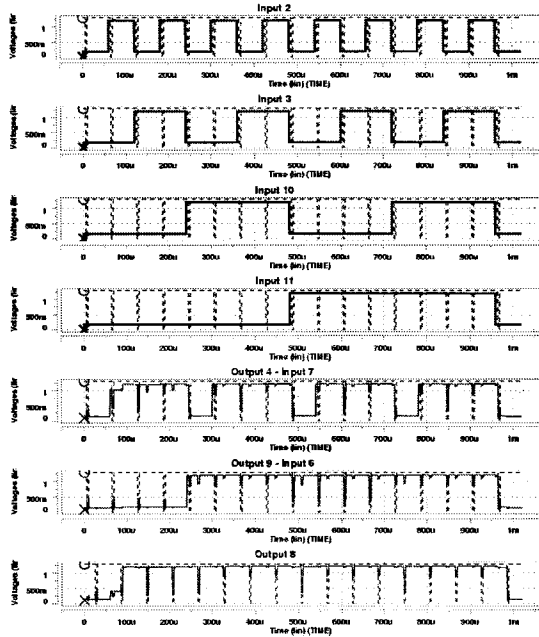 Input 2
Voltages (lin
1
500m
0
0 100u 200u 300u 400u 500u 600u 700u 800u 900u 1m
Time (lin) (TIME)
Input 3
Voltages (lin
1
500m
0
0 100u 200u 300u 400u 500u 600u 700u 800u 900u 1m
Time (lin) (TIME)
Input 10
Voltages (lin
1
500m
0
0 100u 200u 300u 400u 500u 600u 700u 800u 900u 1m
Time (lin) (TIME)
Input 11
Voltages (lin
1
500m
0
0 100u 200u 300u 400u 500u 600u 700u 800u 900u 1m
Time (lin) (TIME)
Output 4 - Input 7
Voltages (lin
1
500m
0
0 100u 200u 300u 400u 500u 600u 700u 800u 900u 1m
Time (lin) (TIME)
Output 9 - Input 6
Voltages (lin
1
500m
0
0 100u 200u 300u 400u 500u 600u 700u 800u 900u 1m
Time (lin) (TIME)
Output 8
Voltages (lin
1
500m
0
0 100u 200u 300u 400u 500u 600u 700u 800u 900u 1m
Time (lin) (TIME)